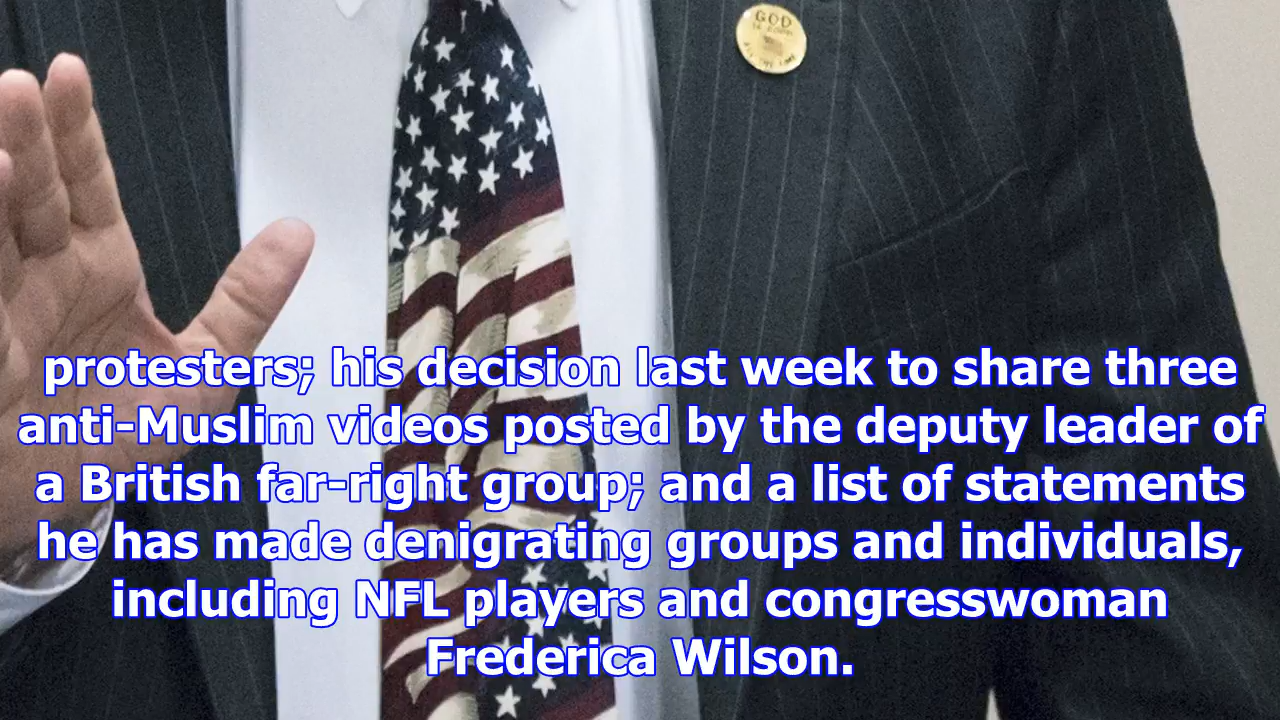 GOD
protesters; his decision last week to share three
anti-Muslim videos posted by the deputy leader of
a British far-right group; and a list of statements
he has made denigrating groups and individuals,
including NFL players and congresswoman
Frederica Wilson.